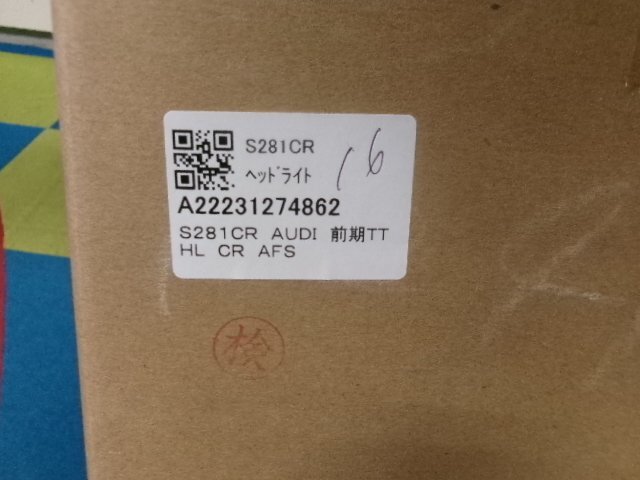 S281CR
ﾍｯﾄﾞﾗｲﾄ
16
A22231274862
S281CR AUDI 前期TT
HL CR AFS
検